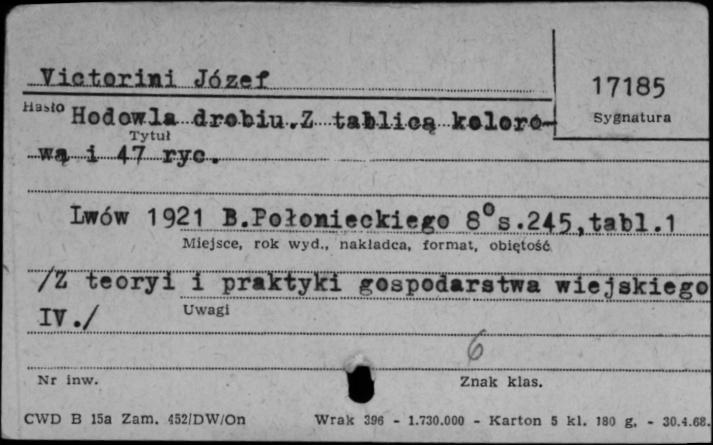 Victorini Józef
17185
Hasło
Sygnatura
Hodowla drobiu.Z tablicą koloro-
Tytuł
wą i 47 ryc.
Lwów 1921 B.Połonieckiego 8°s.245,tabl.1
Miejsce, rok wyd., nakładca, format, objętość
/Z teoryi i praktyki gospodarstwa wiejskiego
IV./
Uwagi
6
Nr inw.
Znak klas.
CWD B 15a Zam. 452/DW/On Wrak 396 - 1.730.000 - Karton 5 kl. 180 g. - 30.4.68.